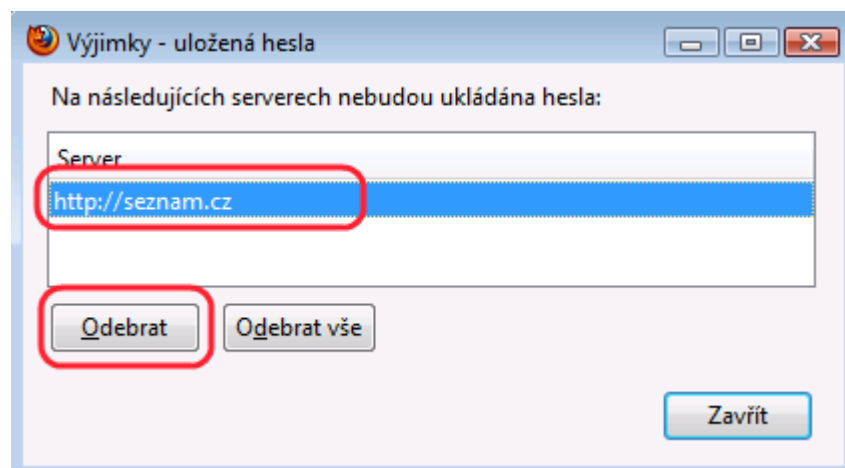 Výjimky - uložená hesla
Na následujících serverech nebudou ukládána hesla:
Server
http://seznam.cz
Odebrat
Odebrat vše
Zavřít